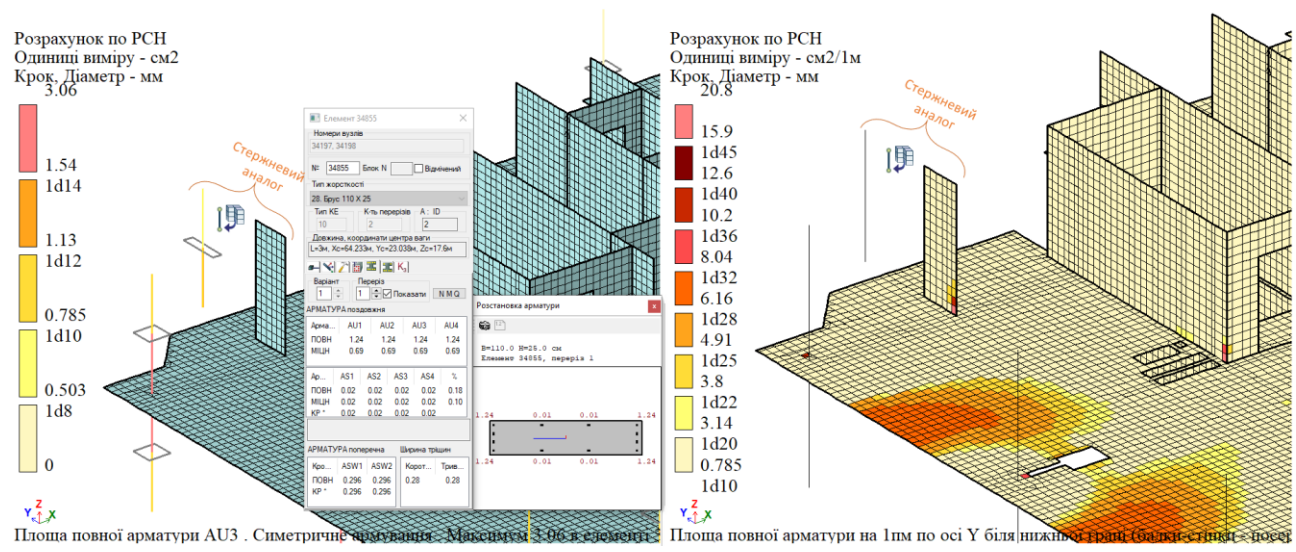 Розрахунок по РСН
Одиниці виміру - см2
Крок, Діаметр - мм
3.06
1.54
1d14
1.13
1d12
0.785
1d10
0.503
1d8
0
Стержневий
аналог
Елемент 34855
Номери вузлів
34197, 34198
№ 34855 Блок N Відмічений
Тип жорсткості
28. Брус 110 X 25
Тип КЕ К-ть перерізів А : ID
10 2 2
Довжина, координати центра ваги
L=3м, Xc=64.233м, Yc=23.038м, Zc=17.6м
Варіант Переріз
1 1 Показати N M Q
АРМАТУРА поздовжня
Арма... AU1 AU2 AU3 AU4
ПОВН 1.24 1.24 1.24 1.24
МІЦН 0.69 0.69 0.69 0.69
Ар... AS1 AS2 AS3 AS4 %
ПОВН 0.02 0.02 0.02 0.02 0.18
МІЦН 0.02 0.02 0.02 0.02 0.10
КР * 0.02 0.02 0.02 0.02
АРМАТУРА поперечна Ширина тріщин
Кро... ASW1 ASW2 Корот... Трив...
ПОВН 0.296 0.296 0.28 0.28
КР * 0.296 0.296
Розстановка арматури
B=110.0 H=25.0 см
Елемент 34855, переріз 1
1.24 0.01 0.01 1.24
1.24 0.01 0.01 1.24
Z
Y X
Площа повної арматури AU3 . Симетричне армування Максимум 3.06 в елементі
Розрахунок по РСН
Одиниці виміру - см2/1м
Крок, Діаметр - мм
20.8
15.9
1d45
12.6
1d40
10.2
1d36
8.04
1d32
6.16
1d28
4.91
1d25
3.8
1d22
3.14
1d20
0.785
1d10
Стержневий
аналог
Z
Y X
Площа повної арматури на 1пм по осі Y біля нижньої грані (балки-стінки - посе